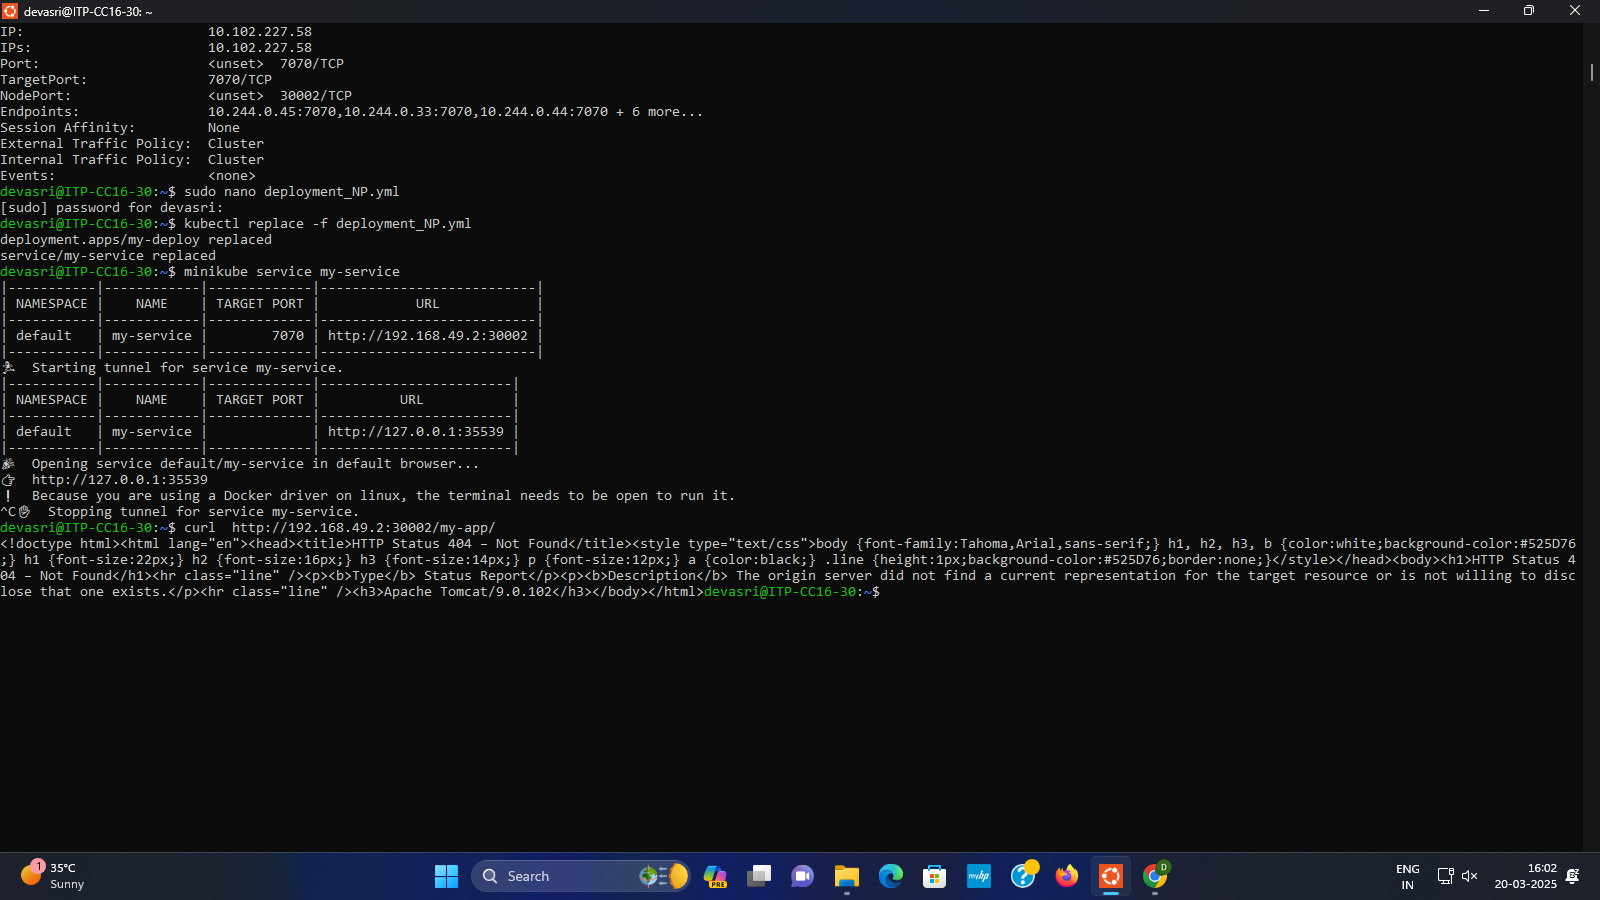 devasri@ITP-CC16-30: ~
IP:                       10.102.227.58
IPs:                      10.102.227.58
Port:                     <unset>  7070/TCP
TargetPort:               7070/TCP
NodePort:                 <unset>  30002/TCP
Endpoints:                10.244.0.45:7070,10.244.0.33:7070,10.244.0.44:7070 + 6 more...
Session Affinity:         None
External Traffic Policy:  Cluster
Internal Traffic Policy:  Cluster
Events:                   <none>
devasri@ITP-CC16-30:~$ sudo nano deployment_NP.yml
[sudo] password for devasri:
devasri@ITP-CC16-30:~$ kubectl replace -f deployment_NP.yml
deployment.apps/my-deploy replaced
service/my-service replaced
devasri@ITP-CC16-30:~$ minikube service my-service
|-----------|------------|-------------|---------------------------|
| NAMESPACE |    NAME    | TARGET PORT |            URL            |
|-----------|------------|-------------|---------------------------|
| default   | my-service |        7070 | http://192.168.49.2:30002 |
|-----------|------------|-------------|---------------------------|
🏃  Starting tunnel for service my-service.
|-----------|------------|-------------|------------------------|
| NAMESPACE |    NAME    | TARGET PORT |          URL           |
|-----------|------------|-------------|------------------------|
| default   | my-service |             | http://127.0.0.1:35539 |
|-----------|------------|-------------|------------------------|
🎉  Opening service default/my-service in default browser...
👉  http://127.0.0.1:35539
❗  Because you are using a Docker driver on linux, the terminal needs to be open to run it.
^C✋  Stopping tunnel for service my-service.
devasri@ITP-CC16-30:~$ curl  http://192.168.49.2:30002/my-app/
<!doctype html><html lang="en"><head><title>HTTP Status 404 – Not Found</title><style type="text/css">body {font-family:Tahoma,Arial,sans-serif;} h1, h2, h3, b {color:white;background-color:#525D76
;} h1 {font-size:22px;} h2 {font-size:16px;} h3 {font-size:14px;} p {font-size:12px;} a {color:black;} .line {height:1px;background-color:#525D76;border:none;}</style></head><body><h1>HTTP Status 4
04 – Not Found</h1><hr class="line" /><p><b>Type</b> Status Report</p><p><b>Description</b> The origin server did not find a current representation for the target resource or is not willing to disc
lose that one exists.</p><hr class="line" /><h3>Apache Tomcat/9.0.102</h3></body></html>devasri@ITP-CC16-30:~$
1
35°C
Sunny
Search
PRE
myhp
D
ENG
IN
16:02
20-03-2025